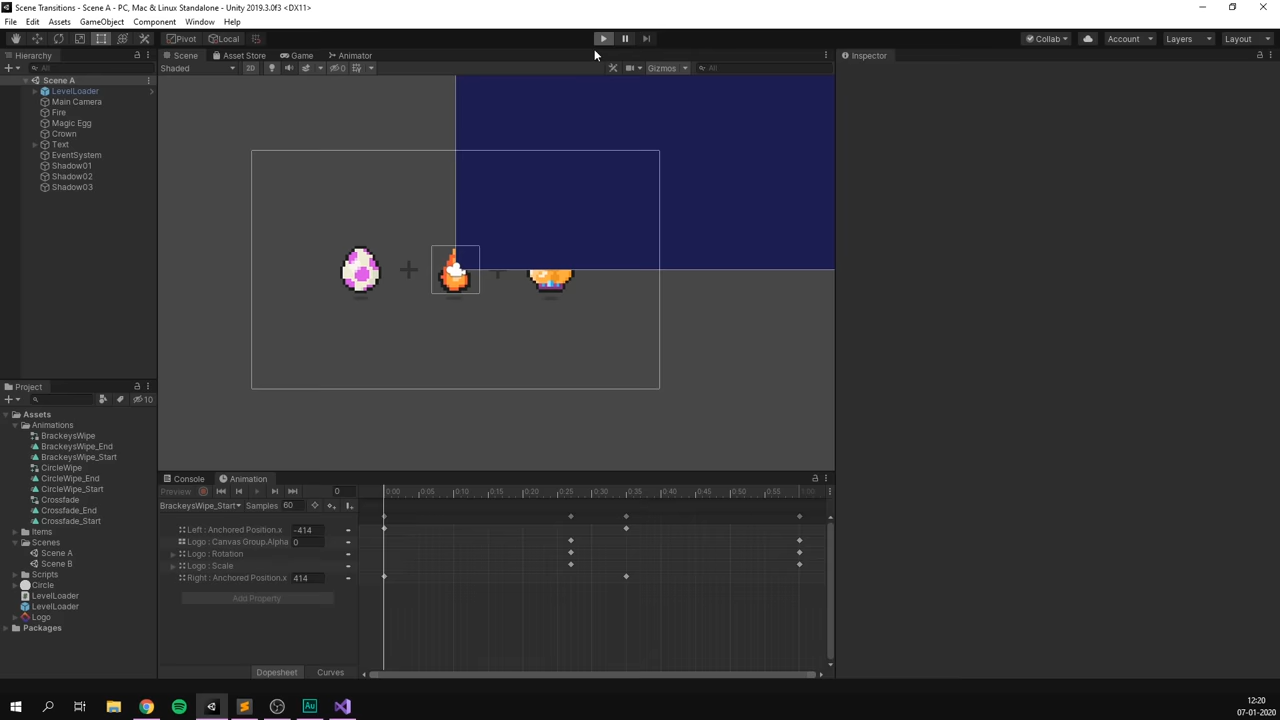 Scene Transitions - Scene A - PC, Mac & Linux Standalone - Unity 2019.3.0f3 <DX11>
File Edit Assets GameObject Component Window Help
Pivot Local Collab Account Layers Layout
Hierarchy Scene Asset Store Game Animator Inspector
All Shaded 2D 0 Gizmos All
Scene A
LevelLoader
Main Camera
Fire
Magic Egg
Crown
Text
EventSystem
Shadow01
Shadow02
Shadow03
Project
10
Assets
Animations
BrackeysWipe
BrackeysWipe_End
BrackeysWipe_Start
CircleWipe
CircleWipe_End
CircleWipe_Start
Crossfade
Crossfade_End
Crossfade_Start
Items
Scenes
Scene A
Scene B
Scripts
Circle
LevelLoader
LevelLoader
Logo
Packages
Console Animation
Preview 0 0:00 0:05 0:10 0:15 0:20 0:25 0:30 0:35 0:40 0:45 0:50 0:55 1:00
BrackeysWipe_Start Samples 60
Left : Anchored Position.x -414
Logo : Canvas Group.Alpha 0
Logo : Rotation
Logo : Scale
Right : Anchored Position.x 414
Add Property
Dopesheet Curves
Au
12:20
07-01-2020